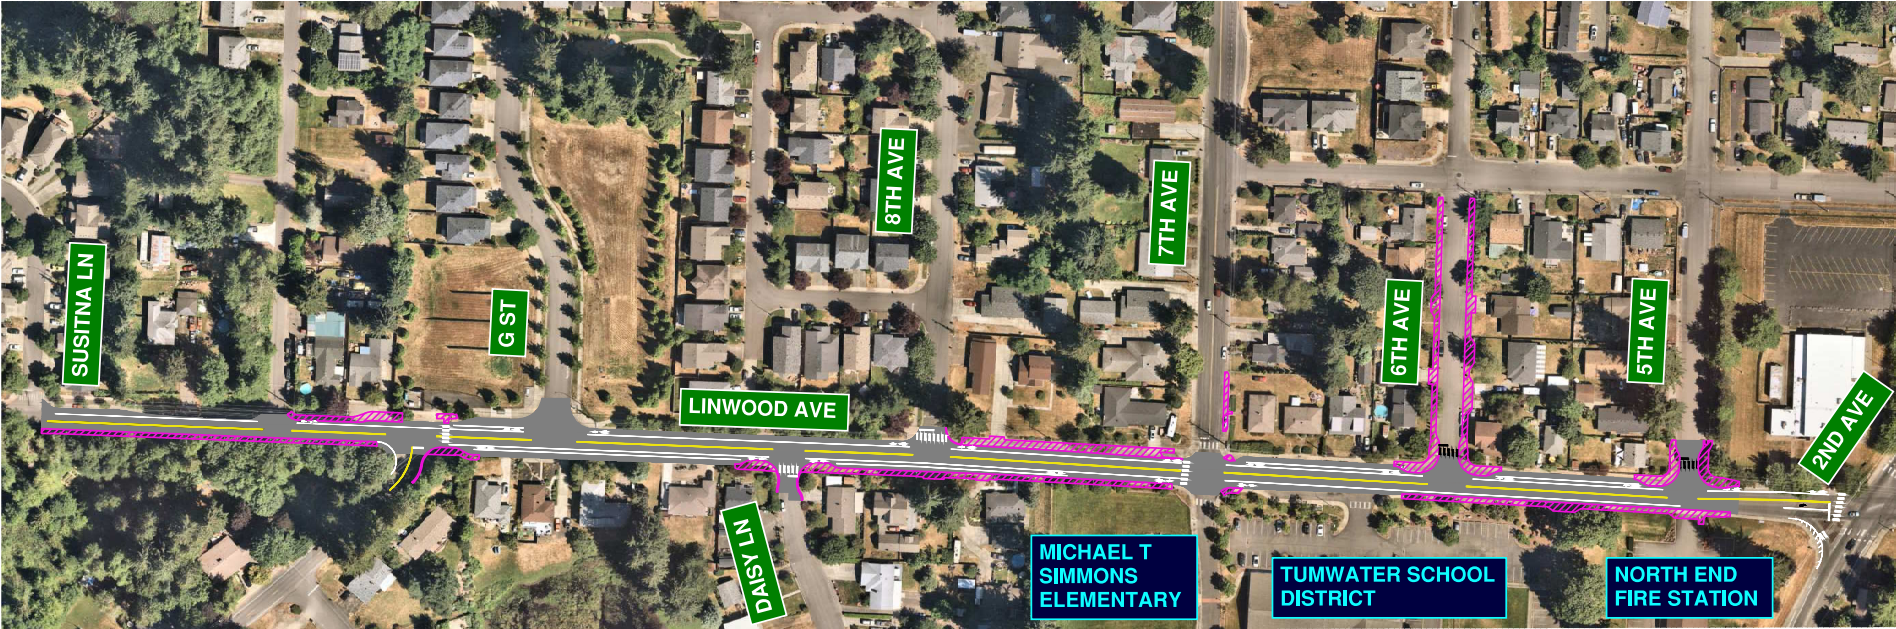 SUSITNA LN
G ST
8TH AVE
7TH AVE
6TH AVE
5TH AVE
2ND AVE
LINWOOD AVE
DAISY LN
MICHAEL T
SIMMONS
ELEMENTARY
TUMWATER SCHOOL
DISTRICT
NORTH END
FIRE STATION